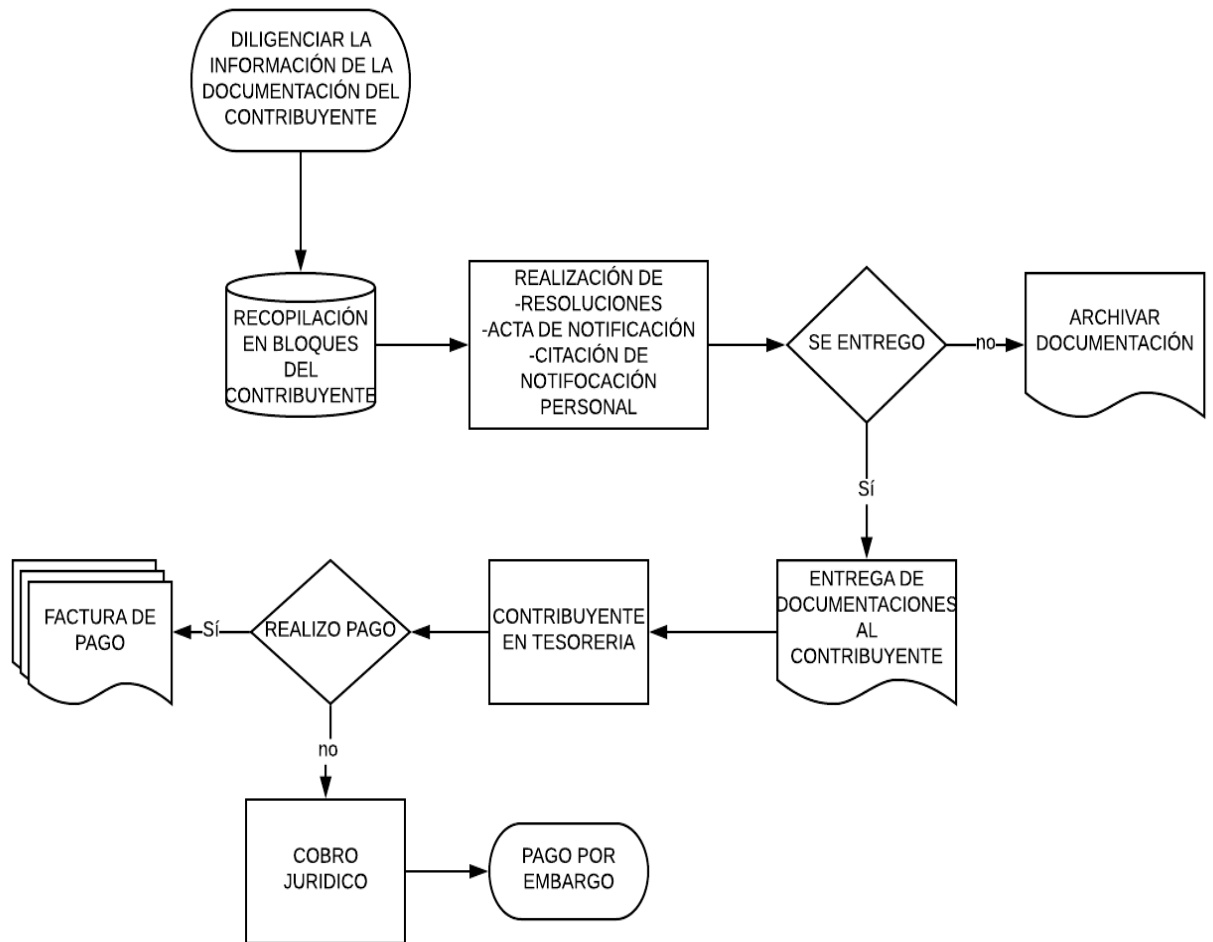 DILIGENCIAR LA
INFORMACIÓN DE LA
DOCUMENTACIÓN DEL
CONTRIBUYENTE
RECOPILACIÓN
EN BLOQUES
DEL
CONTRIBUYENTE
REALIZACIÓN DE
-RESOLUCIONES
-ACTA DE NOTIFICACIÓN
-CITACIÓN DE
NOTIFOCACIÓN
PERSONAL
SE ENTREGO
no
ARCHIVAR
DOCUMENTACIÓN
Sí
ENTREGA DE
DOCUMENTACIONES
AL
CONTRIBUYENTE
CONTRIBUYENTE
EN TESORERIA
REALIZO PAGO
Sí
FACTURA DE
PAGO
no
COBRO
JURIDICO
PAGO POR
EMBARGO